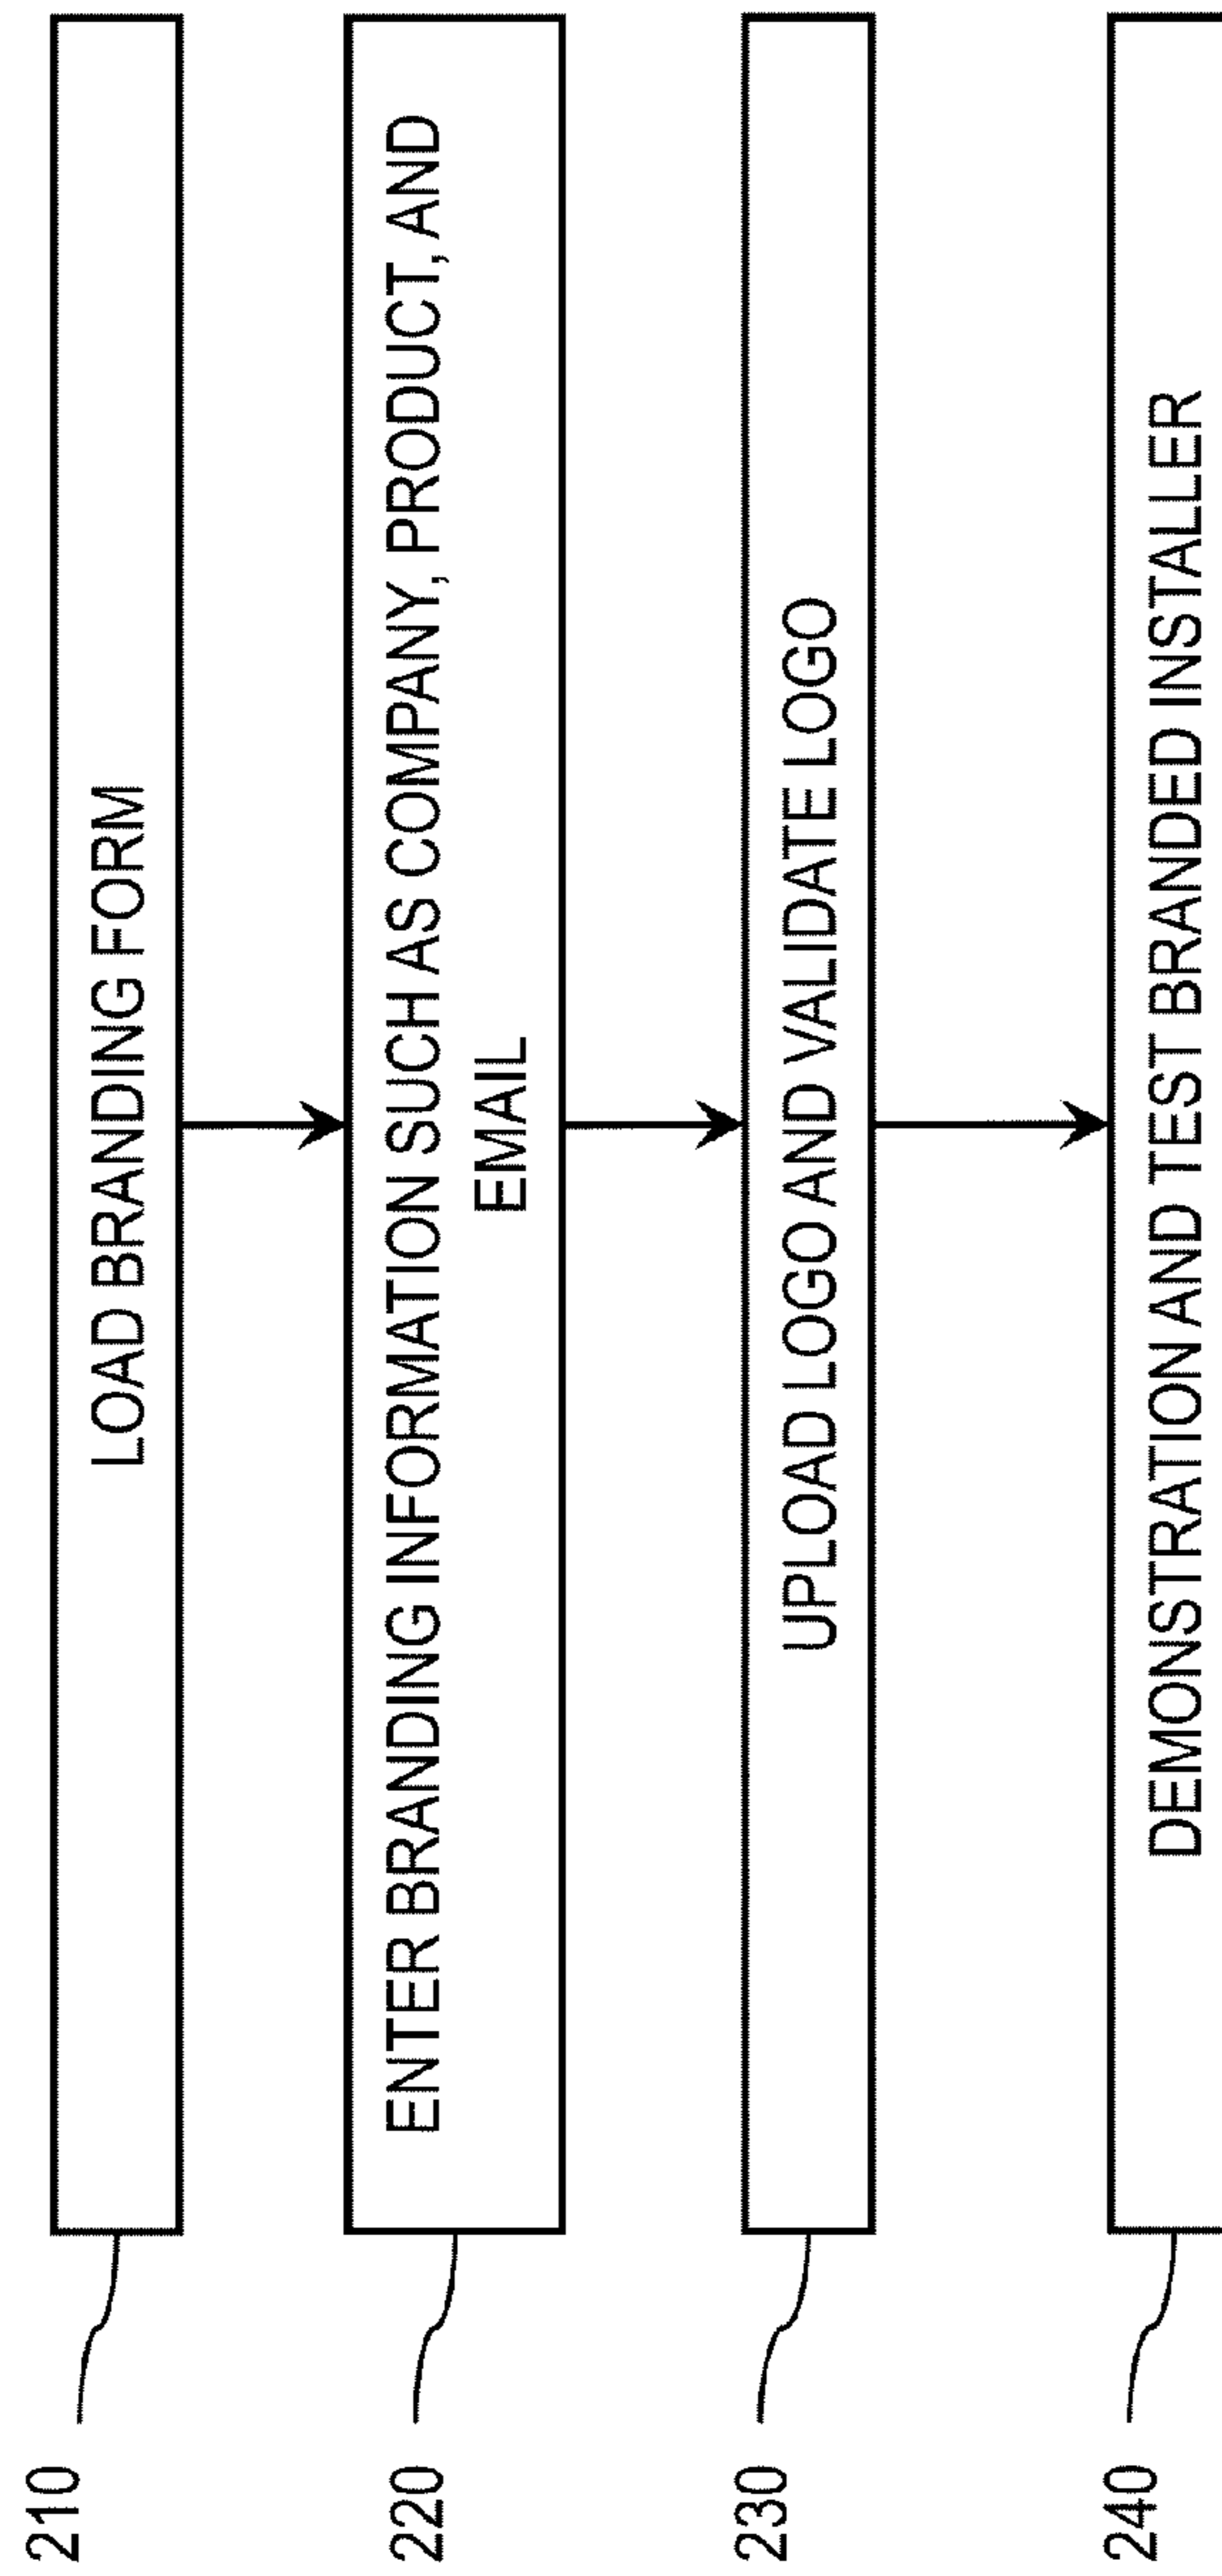 210
LOAD BRANDING FORM
220
ENTER BRANDING INFORMATION SUCH AS COMPANY, PRODUCT, AND
EMAIL
230
UPLOAD LOGO AND VALIDATE LOGO
240
DEMONSTRATION AND TEST BRANDED INSTALLER